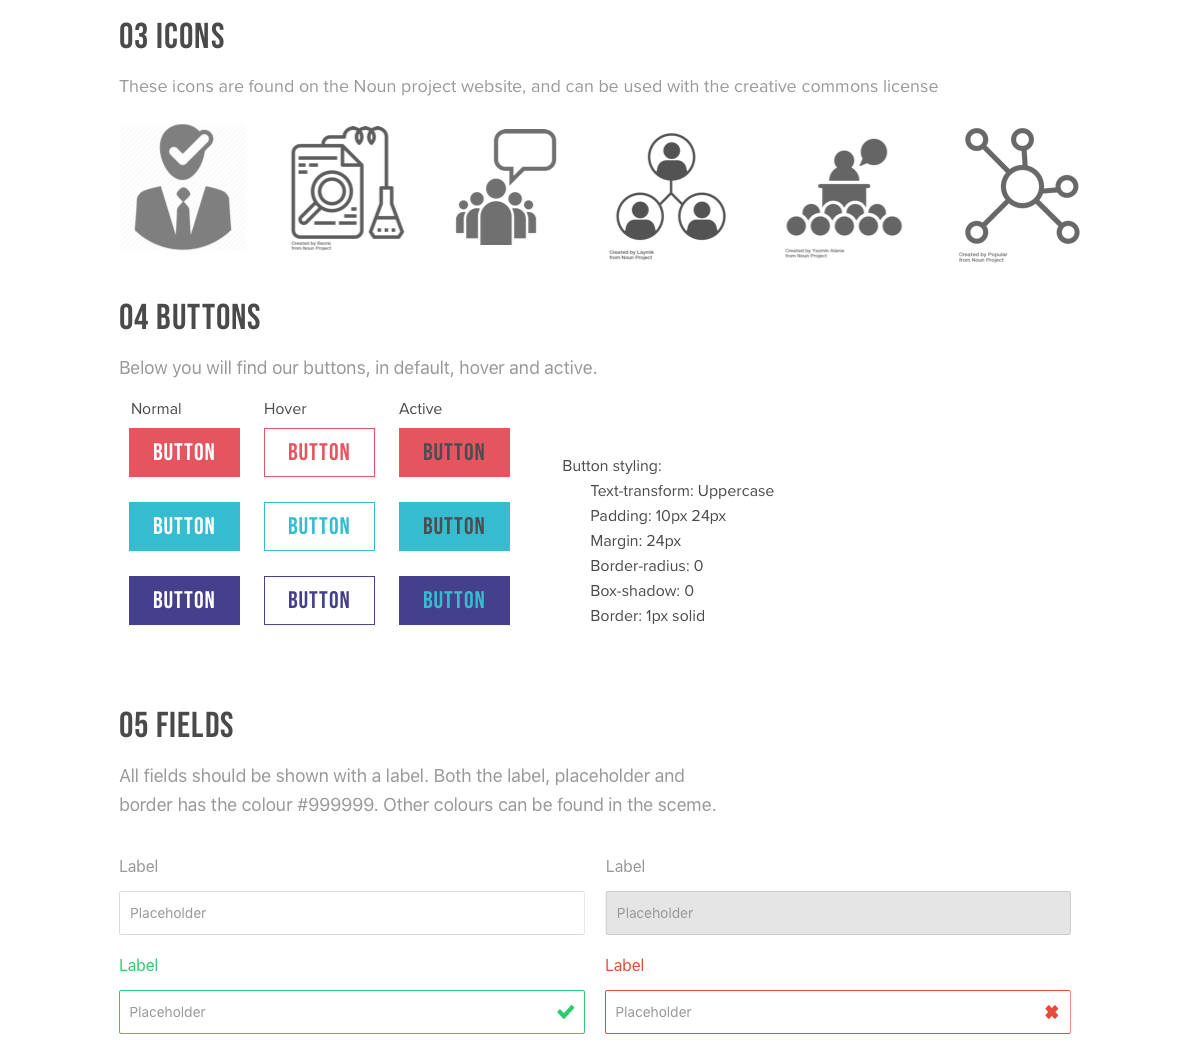 03 ICONS
These icons are found on the Noun project website, and can be used with the creative commons license
Created by Becris
from Noun Project
Created by Laymik
from Noun Project
Created by Yazmin Alanis
from Noun Project
Created by Popular
from Noun Project
04 BUTTONS
Below you will find our buttons, in default, hover and active.
Normal Hover Active
BUTTON BUTTON BUTTON
BUTTON BUTTON BUTTON
BUTTON BUTTON BUTTON
Button styling:
Text-transform: Uppercase
Padding: 10px 24px
Margin: 24px
Border-radius: 0
Box-shadow: 0
Border: 1px solid
05 FIELDS
All fields should be shown with a label. Both the label, placeholder and
border has the colour #999999. Other colours can be found in the sceme.
Label Label
Placeholder Placeholder
Label Label
Placeholder Placeholder